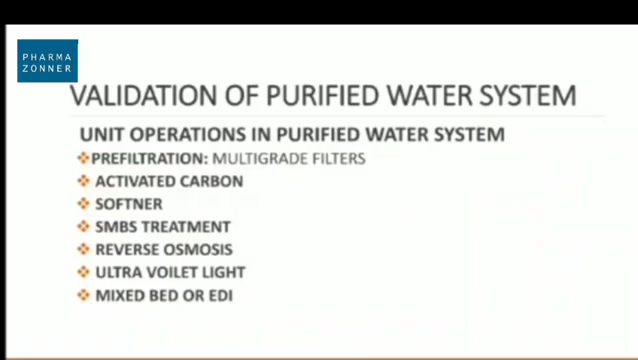 PHARMA
ZONNER
VALIDATION OF PURIFIED WATER SYSTEM
UNIT OPERATIONS IN PURIFIED WATER SYSTEM
PREFILTRATION: MULTIGRADE FILTERS
ACTIVATED CARBON
SOFTNER
SMBS TREATMENT
REVERSE OSMOSIS
ULTRA VOILET LIGHT
MIXED BED OR EDI